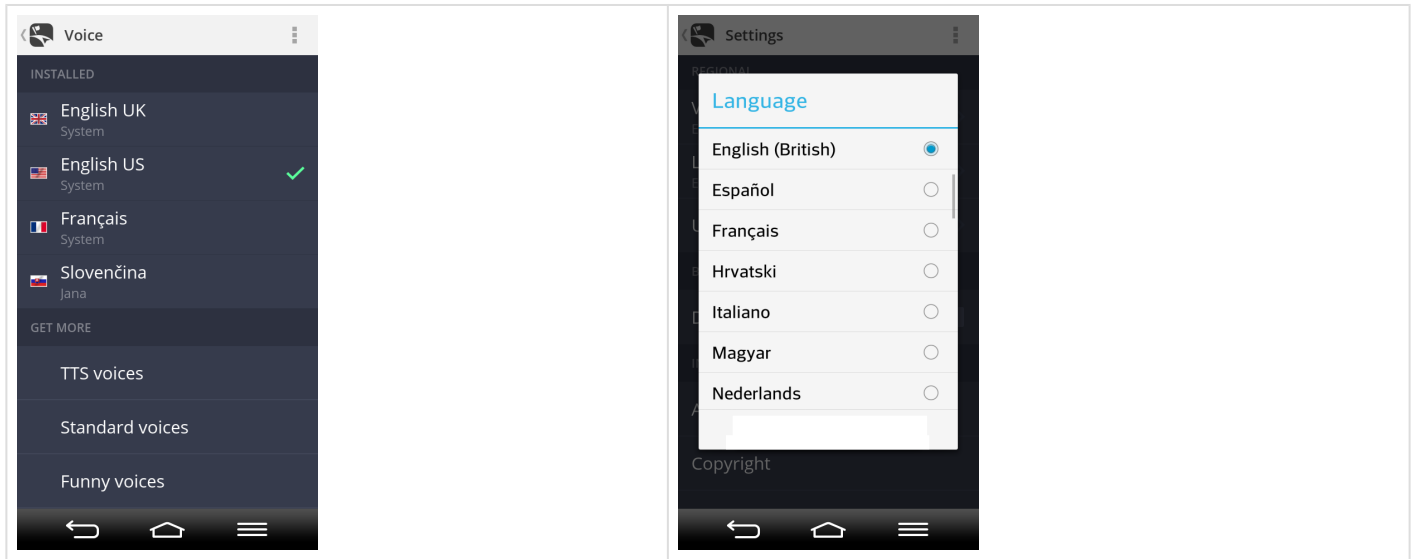 Voice
INSTALLED
English UK
System
English US
System
Français
System
Slovenčina
Jana
GET MORE
TTS voices
Standard voices
Funny voices
Settings
REGIONAL
Language
English (British)
Español
Français
Hrvatski
Italiano
Magyar
Nederlands
Copyright